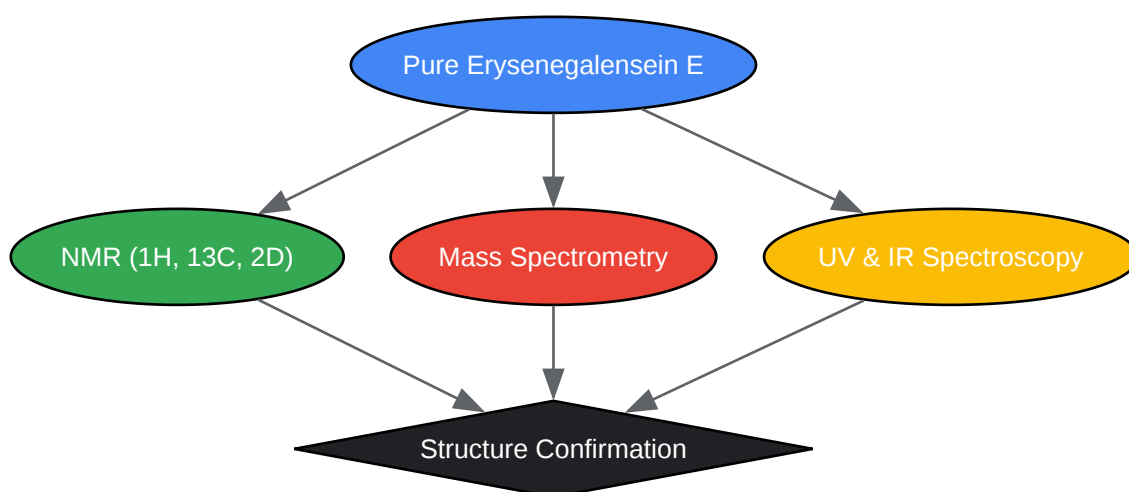 Pure Erysenegalensein E
NMR (1H, 13C, 2D)
Mass Spectrometry
UV & IR Spectroscopy
Structure Confirmation